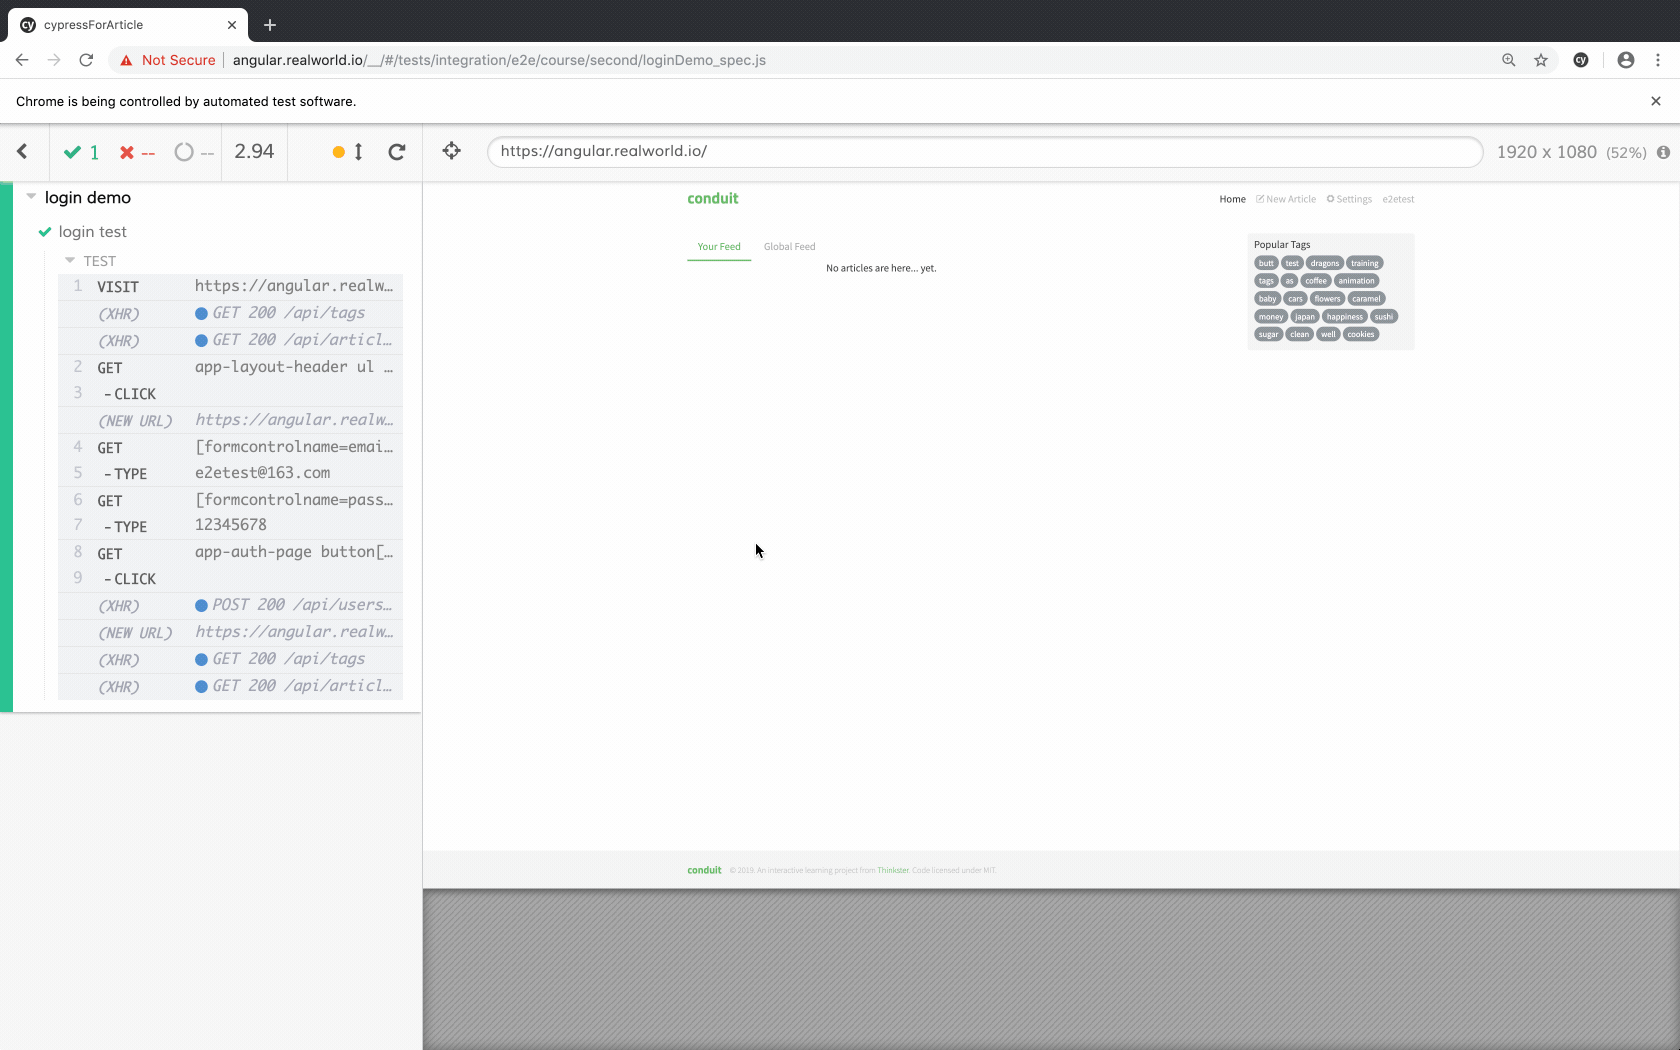 cypressForArticle
Not Secure angular.realworld.io/__/#/tests/integration/e2e/course/second/loginDemo_spec.js
Chrome is being controlled by automated test software.
1 -- -- 2.94
https://angular.realworld.io/
1920 x 1080 (52%)
login demo
login test
TEST
1 VISIT https://angular.realw…
(XHR) GET 200 /api/tags
(XHR) GET 200 /api/articl…
2 GET app-layout-header ul …
3 -CLICK
(NEW URL) https://angular.realw…
4 GET [formcontrolname=emai…
5 -TYPE e2etest@163.com
6 GET [formcontrolname=pass…
7 -TYPE 12345678
8 GET app-auth-page button[…
9 -CLICK
(XHR) POST 200 /api/users…
(NEW URL) https://angular.realw…
(XHR) GET 200 /api/tags
(XHR) GET 200 /api/articl…
conduit
Home New Article Settings e2etest
Your Feed Global Feed
No articles are here... yet.
Popular Tags
butt test dragons training
tags as coffee animation
baby cars flowers caramel
money japan happiness sushi
sugar clean well cookies
conduit © 2019. An interactive learning project from Thinkster. Code licensed under MIT.